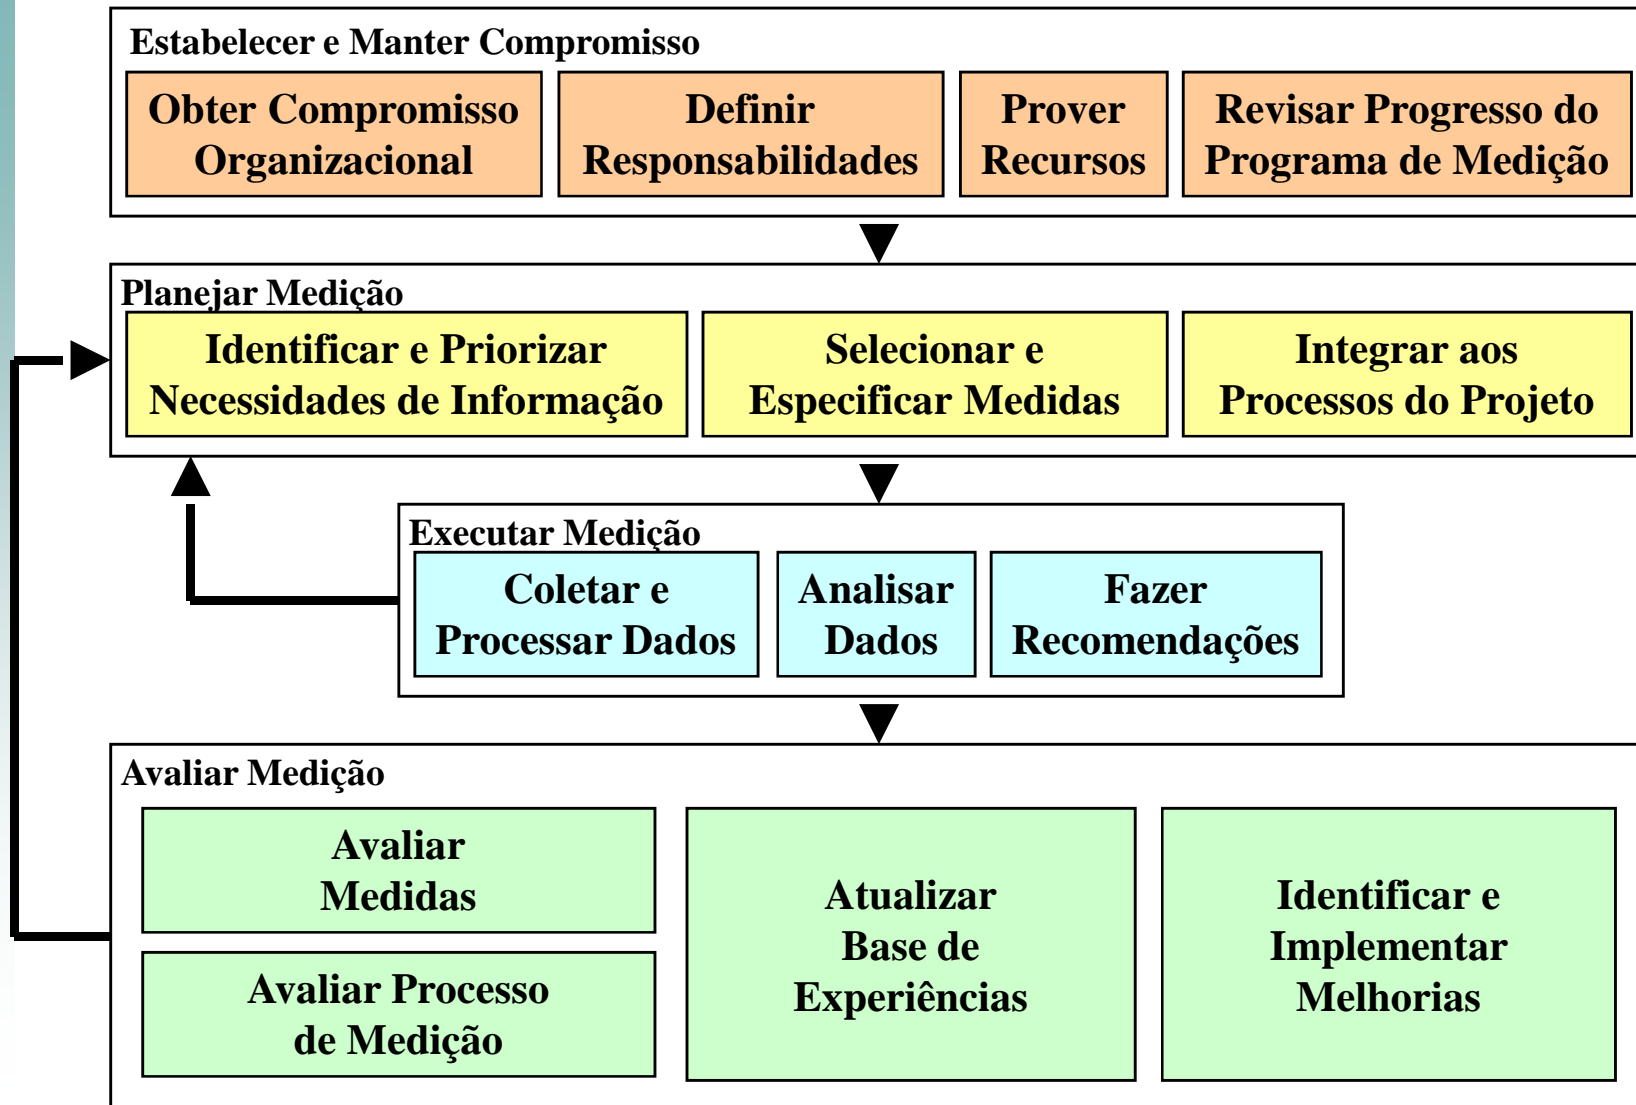 Estabelecer e Manter Compromisso
Obter Compromisso
Organizacional
Definir
Responsabilidades
Prover
Recursos
Revisar Progresso do
Programa de Medição
Planejar Medição
Identificar e Priorizar
Necessidades de Informação
Selecionar e
Especificar Medidas
Integrar aos
Processos do Projeto
Executar Medição
Coletar e
Processar Dados
Analisar
Dados
Fazer
Recomendações
Avaliar Medição
Avaliar
Medidas
Avaliar Processo
de Medição
Atualizar
Base de
Experiências
Identificar e
Implementar
Melhorias